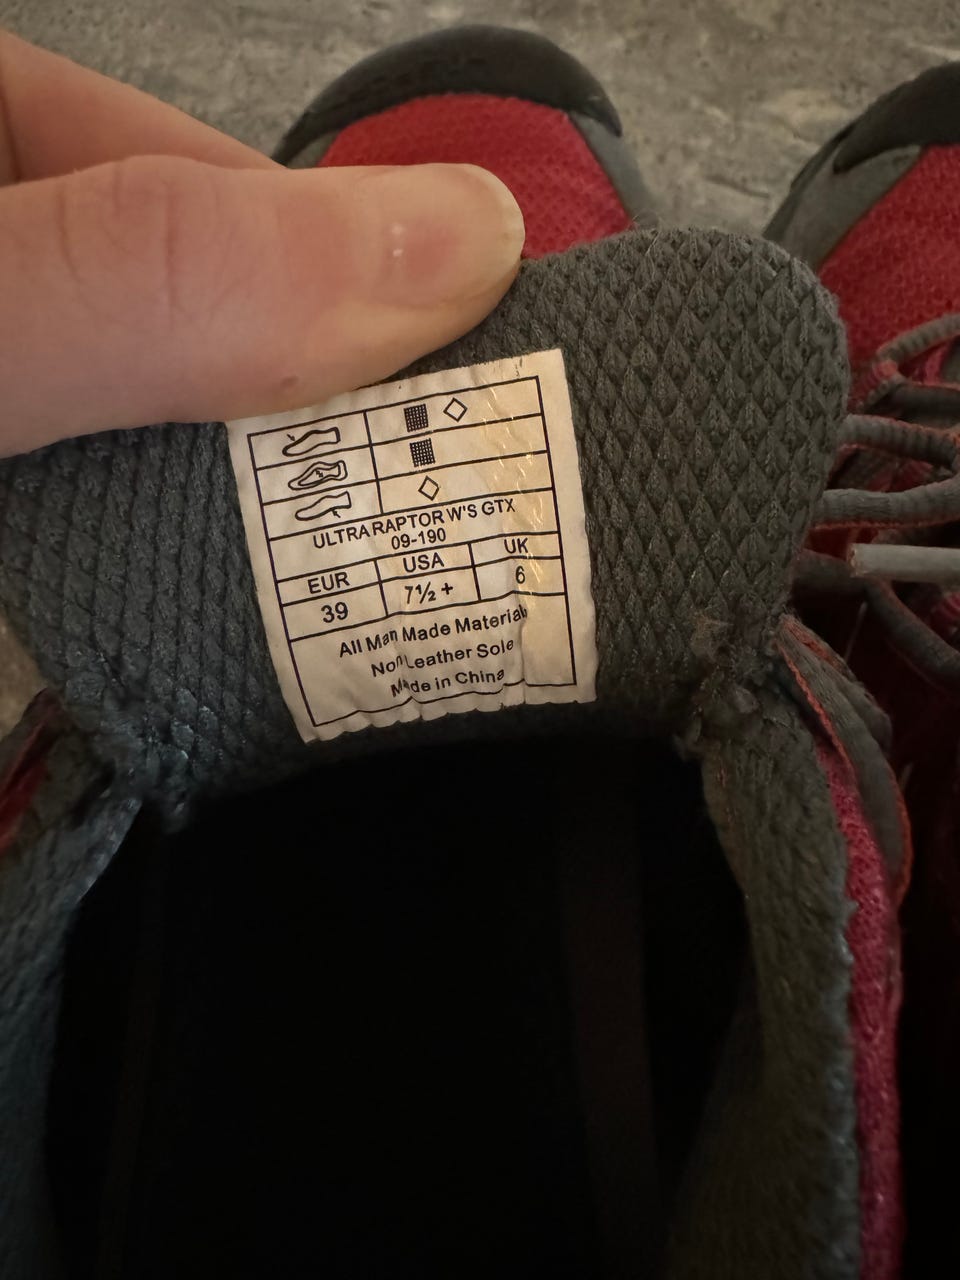 ULTRA RAPTOR W'S GTX
09-190
EUR USA UK
39 7½+ 6
All Man Made Material
Non Leather Sole
Made in China